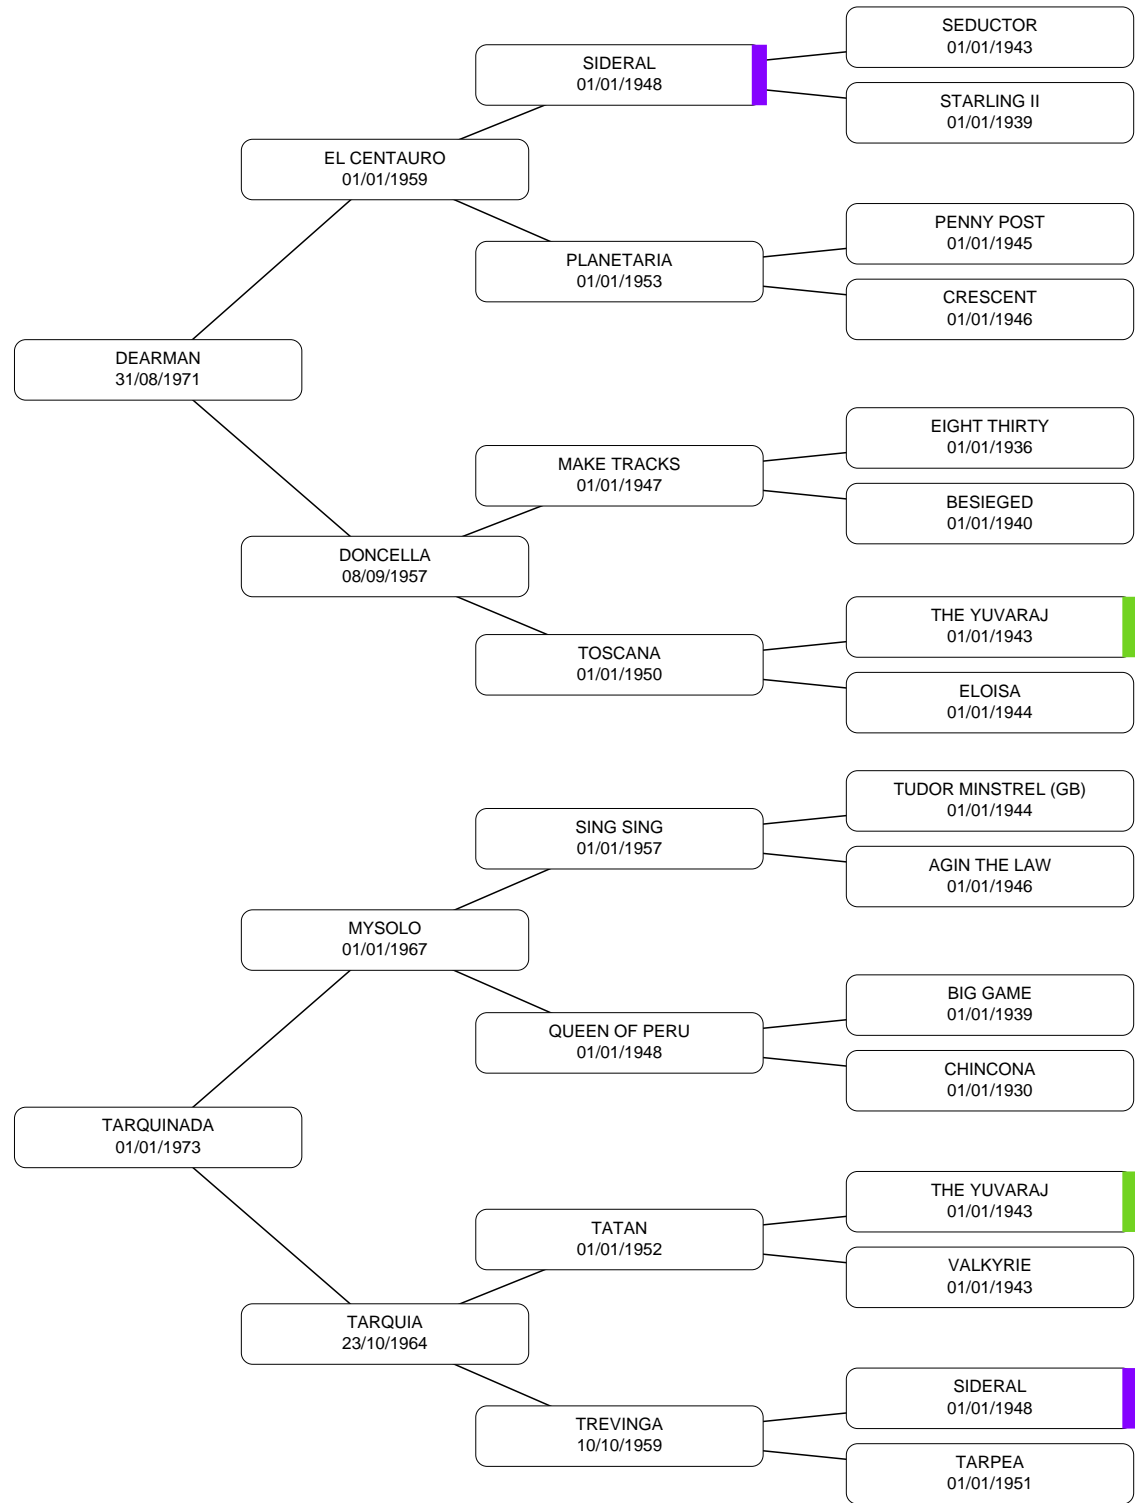 SEDUCTOR
01/01/1943
SIDERAL
01/01/1948
STARLING II
01/01/1939
EL CENTAURO
01/01/1959
PENNY POST
01/01/1945
PLANETARIA
01/01/1953
CRESCENT
01/01/1946
DEARMAN
31/08/1971
EIGHT THIRTY
01/01/1936
MAKE TRACKS
01/01/1947
BESIEGED
01/01/1940
DONCELLA
08/09/1957
THE YUVARAJ
01/01/1943
TOSCANA
01/01/1950
ELOISA
01/01/1944
TUDOR MINSTREL (GB)
01/01/1944
SING SING
01/01/1957
AGIN THE LAW
01/01/1946
MYSOLO
01/01/1967
BIG GAME
01/01/1939
QUEEN OF PERU
01/01/1948
CHINCONA
01/01/1930
TARQUINADA
01/01/1973
THE YUVARAJ
01/01/1943
TATAN
01/01/1952
VALKYRIE
01/01/1943
TARQUIA
23/10/1964
SIDERAL
01/01/1948
TREVINGA
10/10/1959
TARPEA
01/01/1951